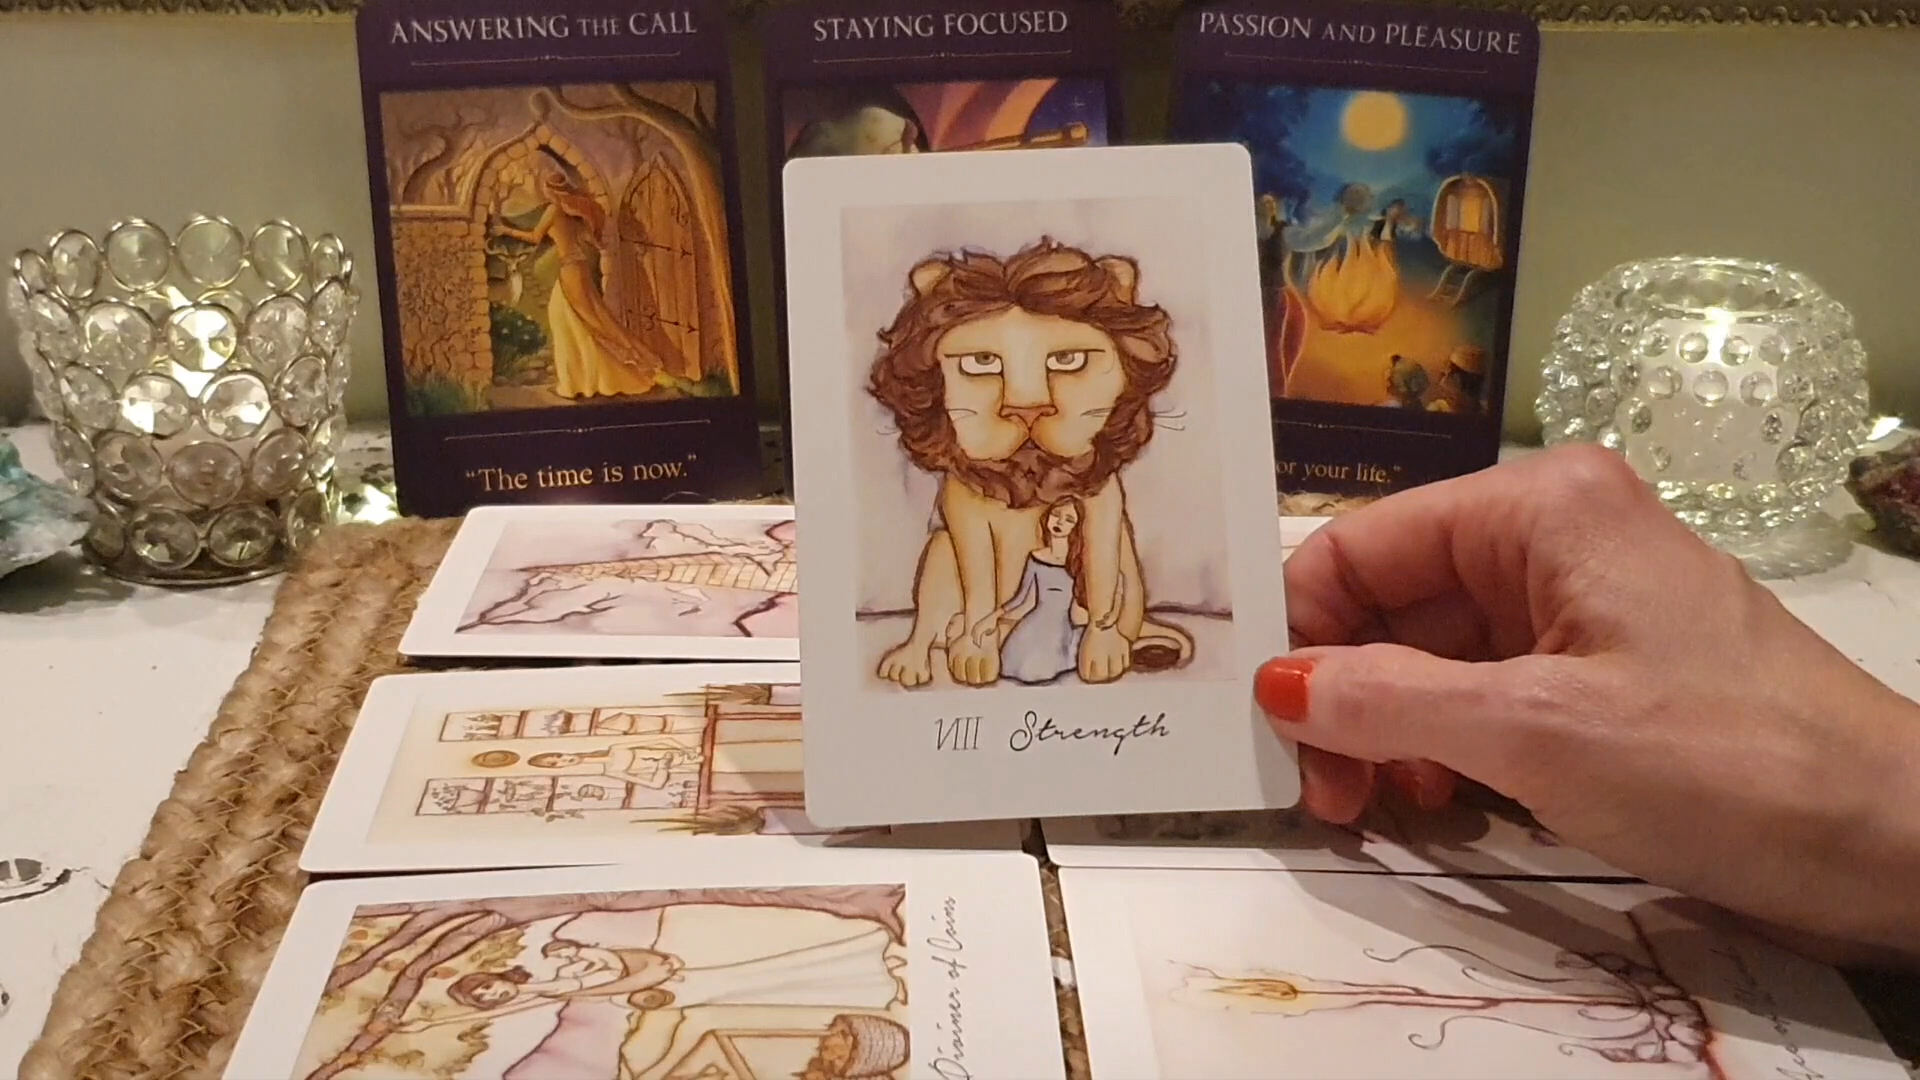 ANSWERING THE CALL
STAYING FOCUSED
PASSION AND PLEASURE
"The time is now."
or your life."
VIII Strength
Diviner of Coins